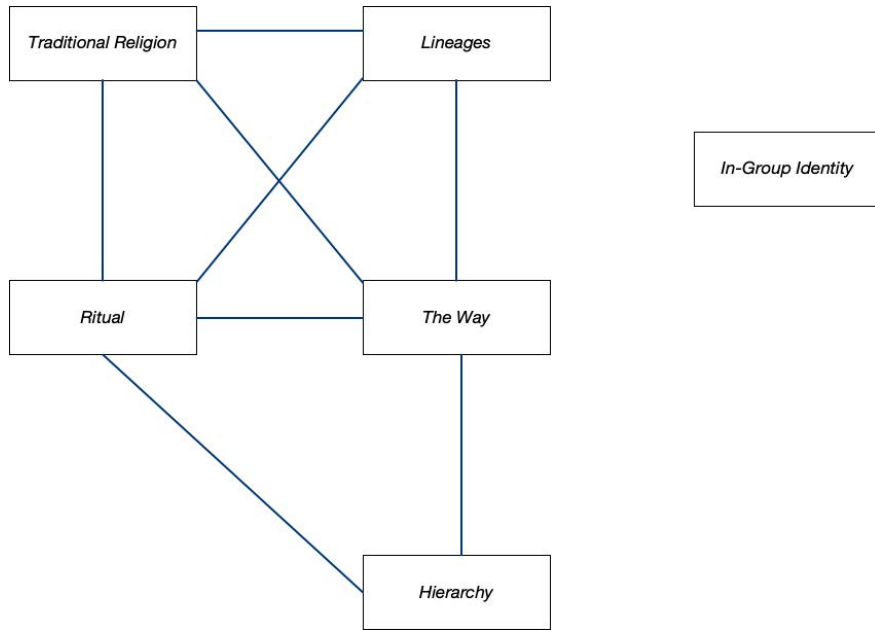 Traditional Religion
Lineages
In-Group Identity
Ritual
The Way
Hierarchy